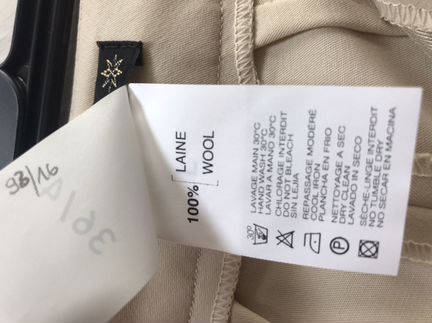 100%
LAINE
WOOL
LAVAGE MAIN 30°C
HAND WASH 30°C
LAVAR A MANO 30°C
CHLORAGE INTERDIT
DO NOT BLEACH
SIN LEJIA
REPASSAGE MODÉRÉ
COOL IRON
PLANCHA EN FRIO
NETTOYAGE A SEC
DRY CLEAN
LAVADO IN SECO
SÈCHE-LINGE INTERDIT
NO TUMBLE DRY
NO SECAR EN MACINA
30°
P